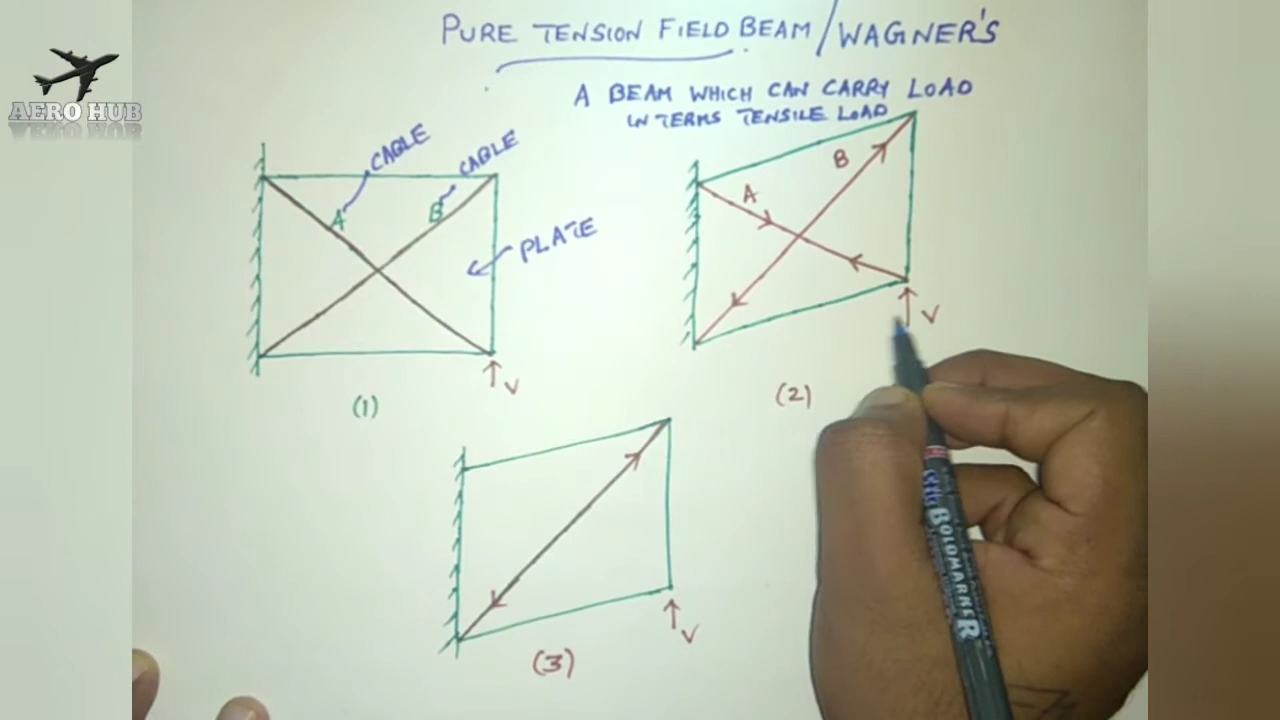 PURE TENSION FIELD BEAM/WAGNER'S
A BEAM WHICH CAN CARRY LOAD
IN TERMS TENSILE LOAD
AERO HUB
CABLE
CABLE
A
B
PLATE
V
(1)
A
B
V
(2)
V
(3)
BOLDMARKER